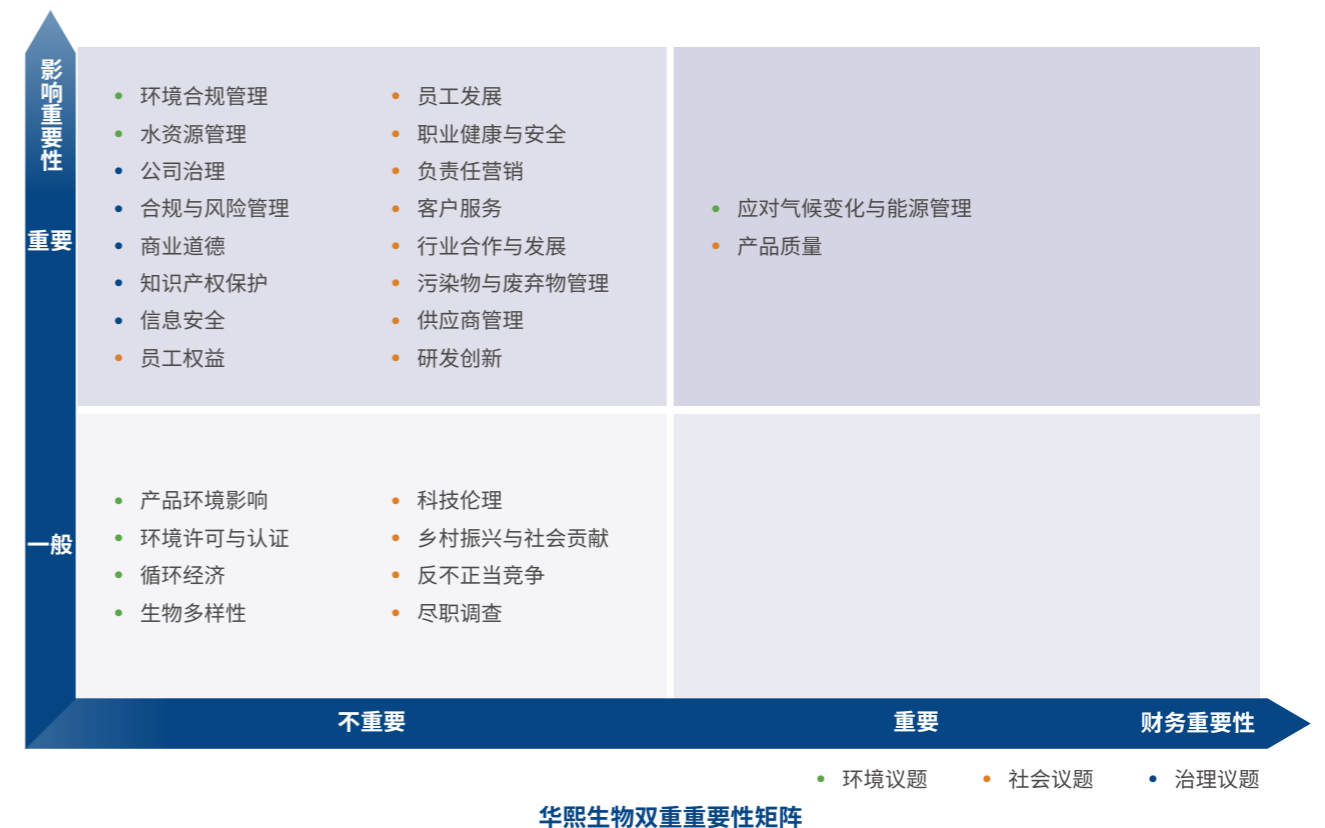 影响重要性
重要
一般
环境合规管理
水资源管理
公司治理
合规与风险管理
商业道德
知识产权保护
信息安全
员工权益
员工发展
职业健康与安全
负责任营销
客户服务
行业合作与发展
污染物与废弃物管理
供应商管理
研发创新
应对气候变化与能源管理
产品质量
产品环境影响
环境许可与认证
循环经济
生物多样性
科技伦理
乡村振兴与社会贡献
反不正当竞争
尽职调查
不重要
重要
财务重要性
环境议题
社会议题
治理议题
华熙生物双重重要性矩阵